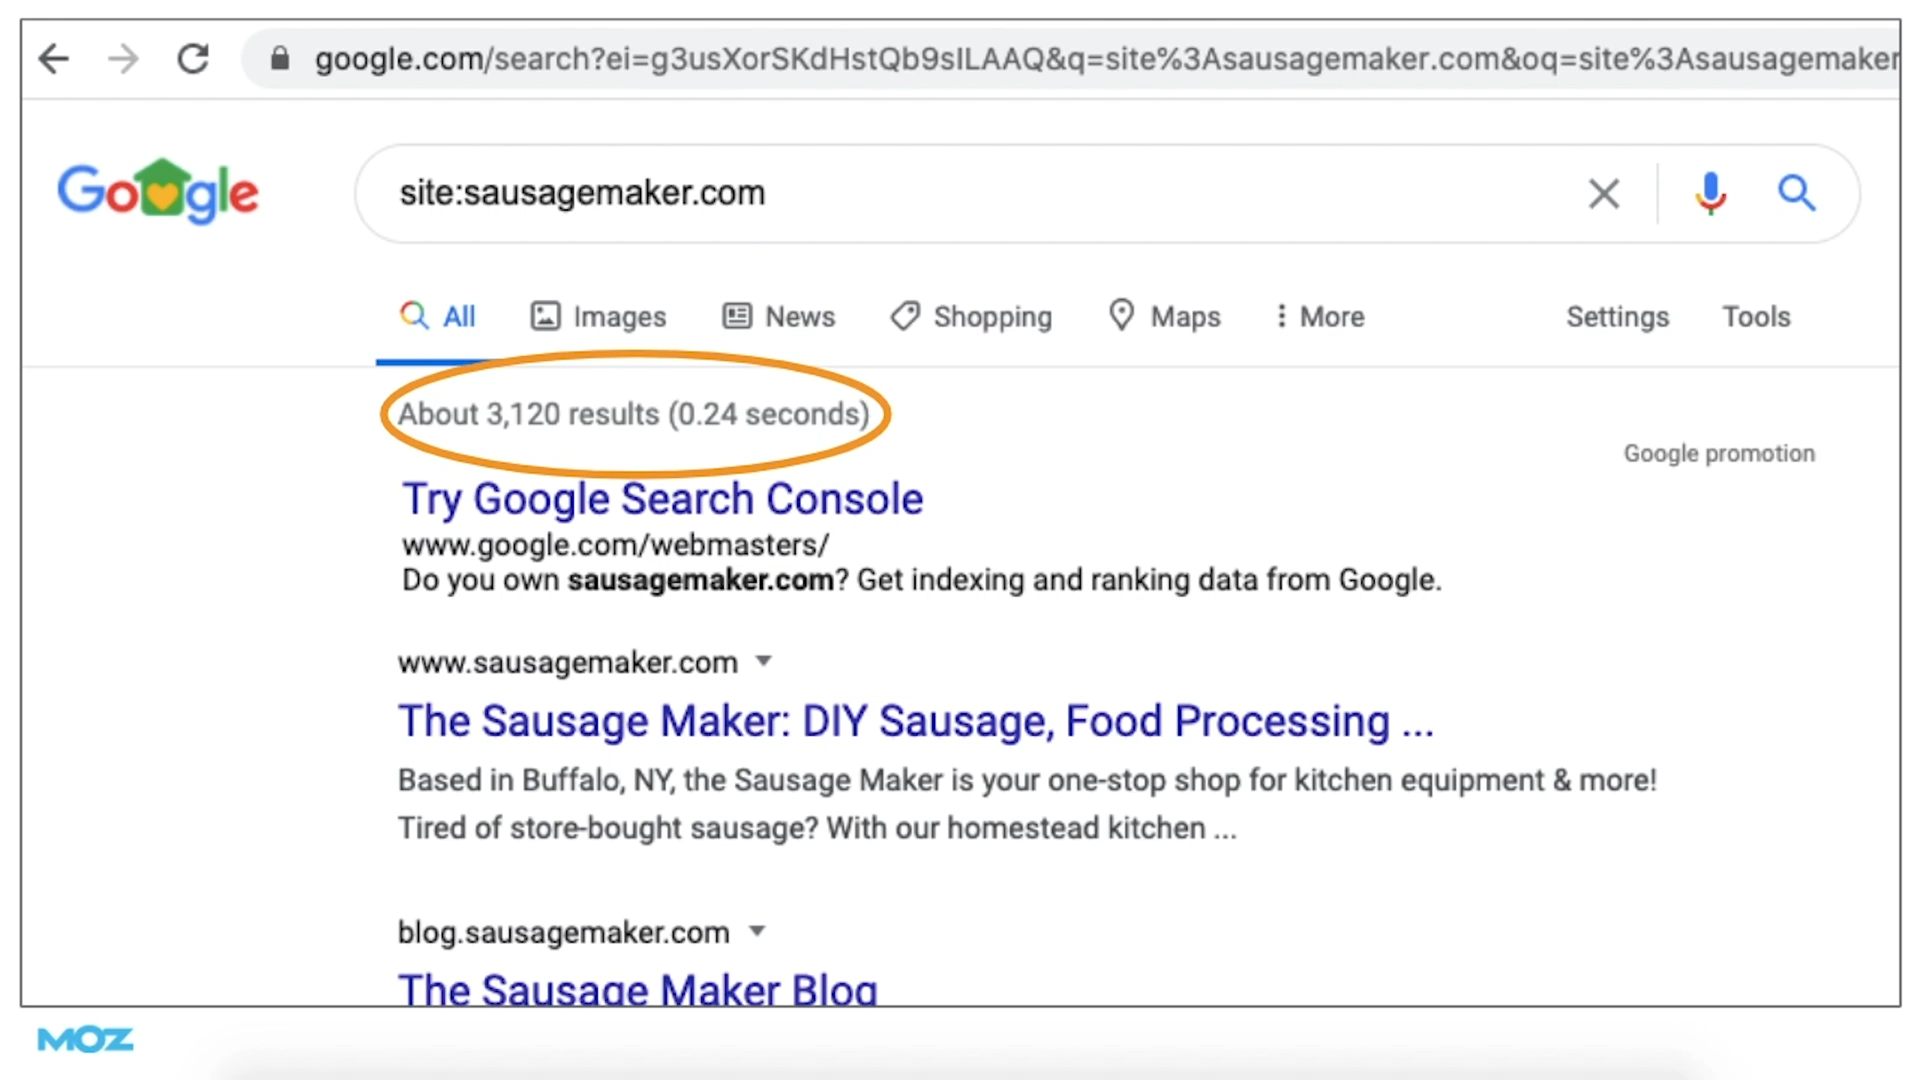 google.com/search?ei=g3usXorSKdHstQb9sILAAQ&q=site%3Asausagemaker.com&oq=site%3Asausagemaker
Google
site:sausagemaker.com
All Images News Shopping Maps More Settings Tools
About 3,120 results (0.24 seconds)
Google promotion
Try Google Search Console
www.google.com/webmasters/
Do you own sausagemaker.com? Get indexing and ranking data from Google.
www.sausagemaker.com
The Sausage Maker: DIY Sausage, Food Processing ...
Based in Buffalo, NY, the Sausage Maker is your one-stop shop for kitchen equipment & more!
Tired of store-bought sausage? With our homestead kitchen ...
blog.sausagemaker.com
The Sausage Maker Blog
MOZ